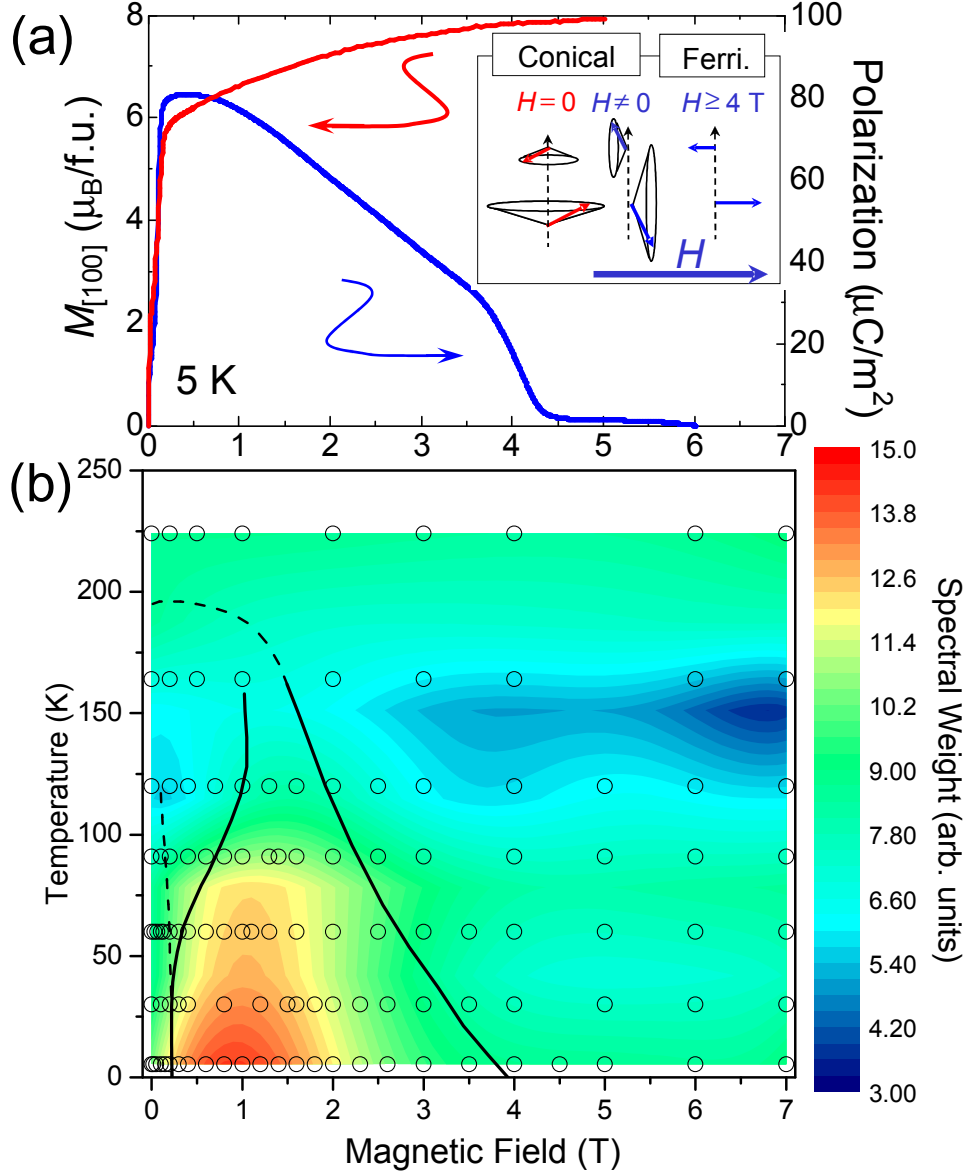 (a)
8
6
4
2
0
M[100] (μB/f.u.)
100
80
60
40
20
0
Polarization (μC/m²)
Conical
Ferri.
H = 0
H ≠ 0
H ≥ 4 T
H
5 K
0 1 2 3 4 5 6 7
(b)
250
200
150
100
50
0
Temperature (K)
0 1 2 3 4 5 6 7
Magnetic Field (T)
15.0
13.8
12.6
11.4
10.2
9.00
7.80
6.60
5.40
4.20
3.00
Spectral Weight (arb. units)